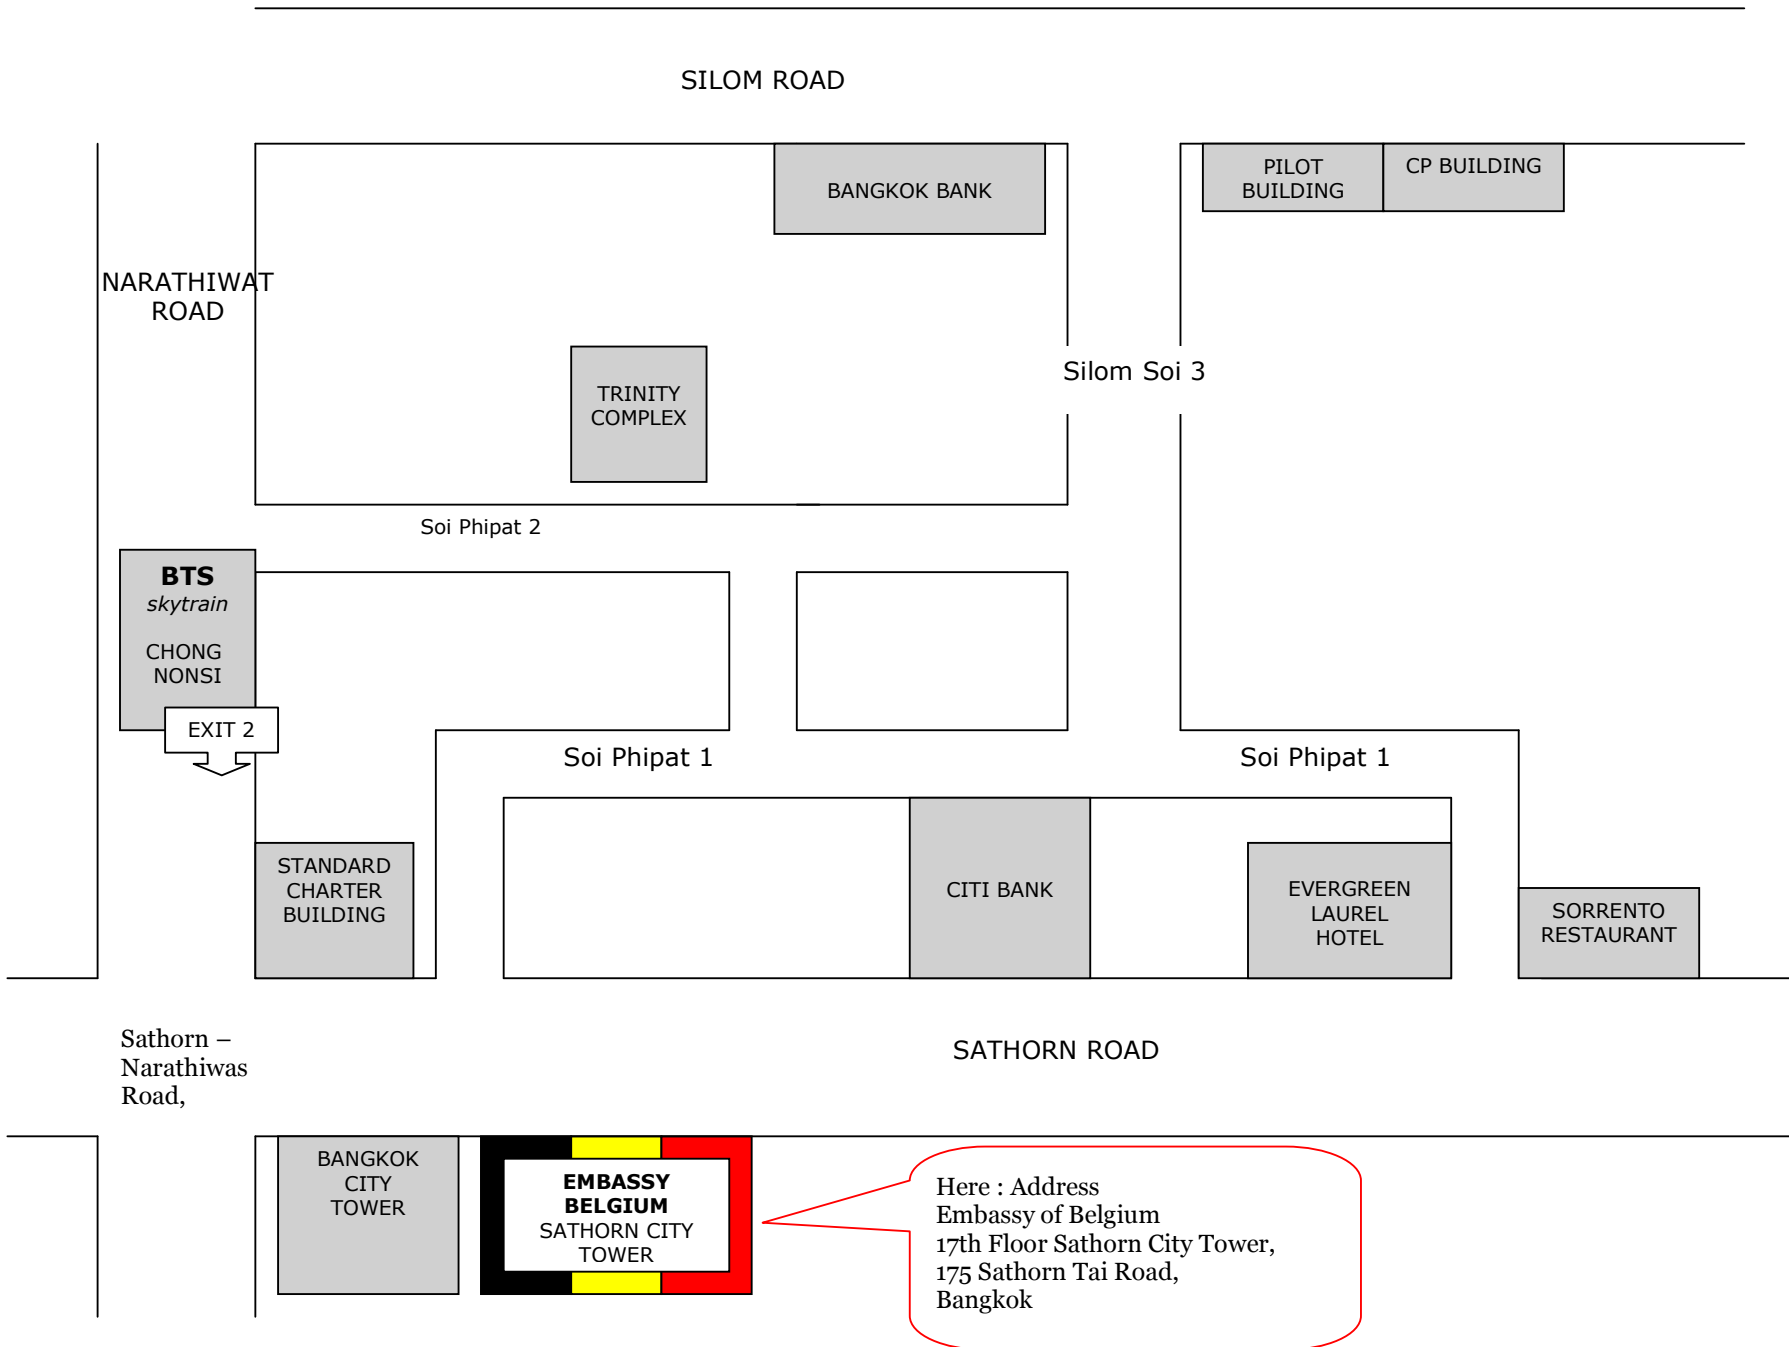 SILOM ROAD
BANGKOK BANK
PILOT
BUILDING
CP BUILDING
NARATHIWAT
ROAD
Silom Soi 3
TRINITY
COMPLEX
Soi Phipat 2
BTS
skytrain
CHONG
NONSI
EXIT 2
Soi Phipat 1
Soi Phipat 1
STANDARD
CHARTER
BUILDING
CITI BANK
EVERGREEN
LAUREL
HOTEL
SORRENTO
RESTAURANT
Sathorn –
Narathiwas
Road,
SATHORN ROAD
BANGKOK
CITY
TOWER
EMBASSY
BELGIUM
SATHORN CITY
TOWER
Here : Address
Embassy of Belgium
17th Floor Sathorn City Tower,
175 Sathorn Tai Road,
Bangkok